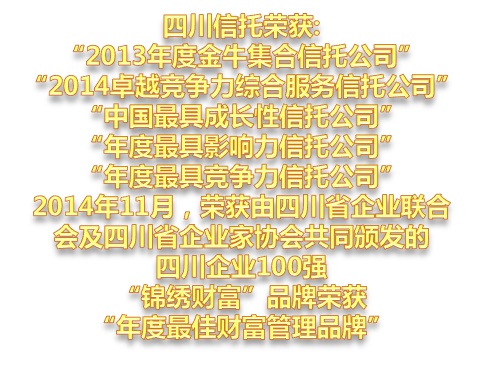 四川信托荣获:
“2013年度金牛集合信托公司”
“2014卓越竞争力综合服务信托公司”
“中国最具成长性信托公司”
“年度最具影响力信托公司”
“年度最具竞争力信托公司”
2014年11月，荣获由四川省企业联合
会及四川省企业家协会共同颁发的
四川企业100强
“锦绣财富”品牌荣获
“年度最佳财富管理品牌”